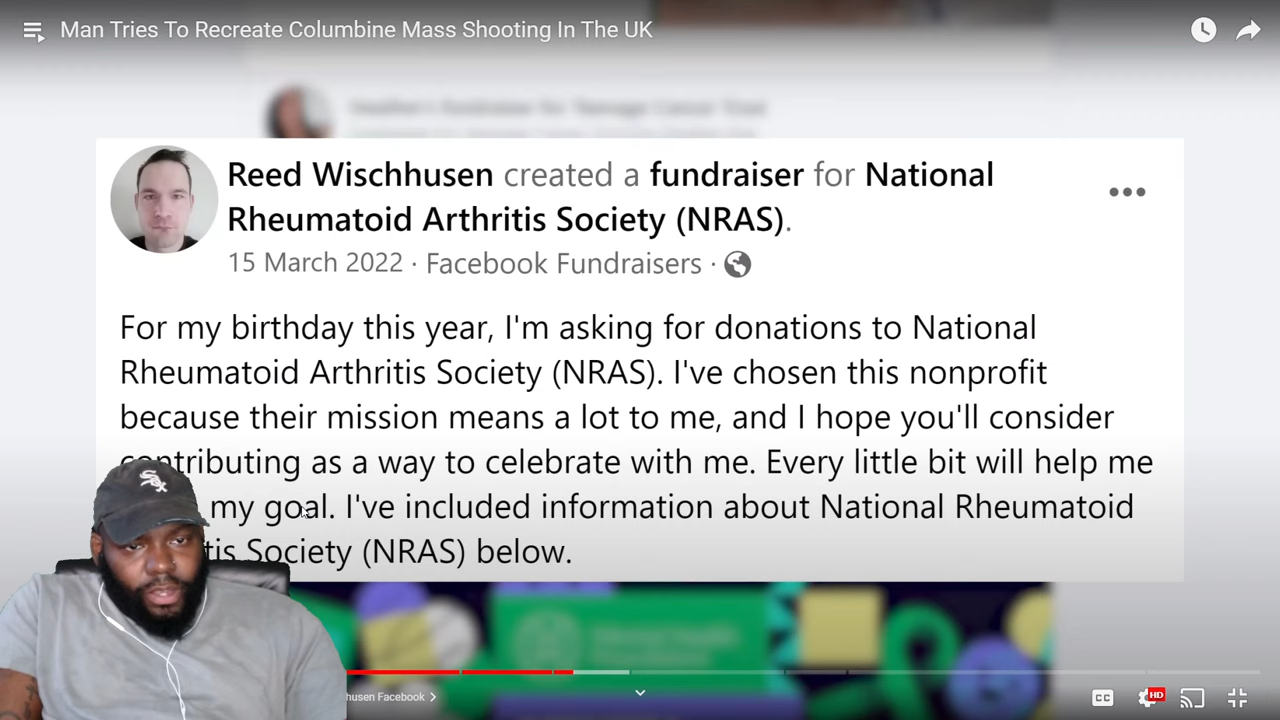 Man Tries To Recreate Columbine Mass Shooting In The UK
Reed Wischhusen created a fundraiser for National
Rheumatoid Arthritis Society (NRAS).
15 March 2022 · Facebook Fundraisers ·
For my birthday this year, I'm asking for donations to National
Rheumatoid Arthritis Society (NRAS). I've chosen this nonprofit
because their mission means a lot to me, and I hope you'll consider
contributing as a way to celebrate with me. Every little bit will help me
my goal. I've included information about National Rheumatoid
Society (NRAS) below.
Facebook
CC
HD